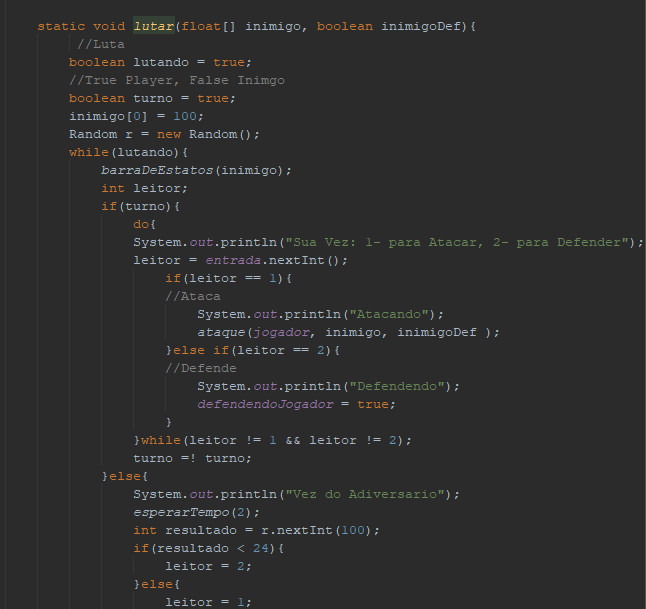 static void lutar(float[] inimigo, boolean inimigoDef){
//Luta
boolean lutando = true;
//True Player, False Inimgo
boolean turno = true;
inimigo[0] = 100;
Random r = new Random();
while(lutando){
barraDeEstatos(inimigo);
int leitor;
if(turno){
do{
System.out.println("Sua Vez: 1- para Atacar, 2- para Defender");
leitor = entrada.nextInt();
if(leitor == 1){
//Ataca
System.out.println("Atacando");
ataque(jogador, inimigo, inimigoDef );
}else if(leitor == 2){
//Defende
System.out.println("Defendendo");
defendendoJogador = true;
}
}while(leitor != 1 && leitor != 2);
turno =! turno;
}else{
System.out.println("Vez do Adiversario");
esperarTempo(2);
int resultado = r.nextInt(100);
if(resultado < 24){
leitor = 2;
}else{
leitor = 1;